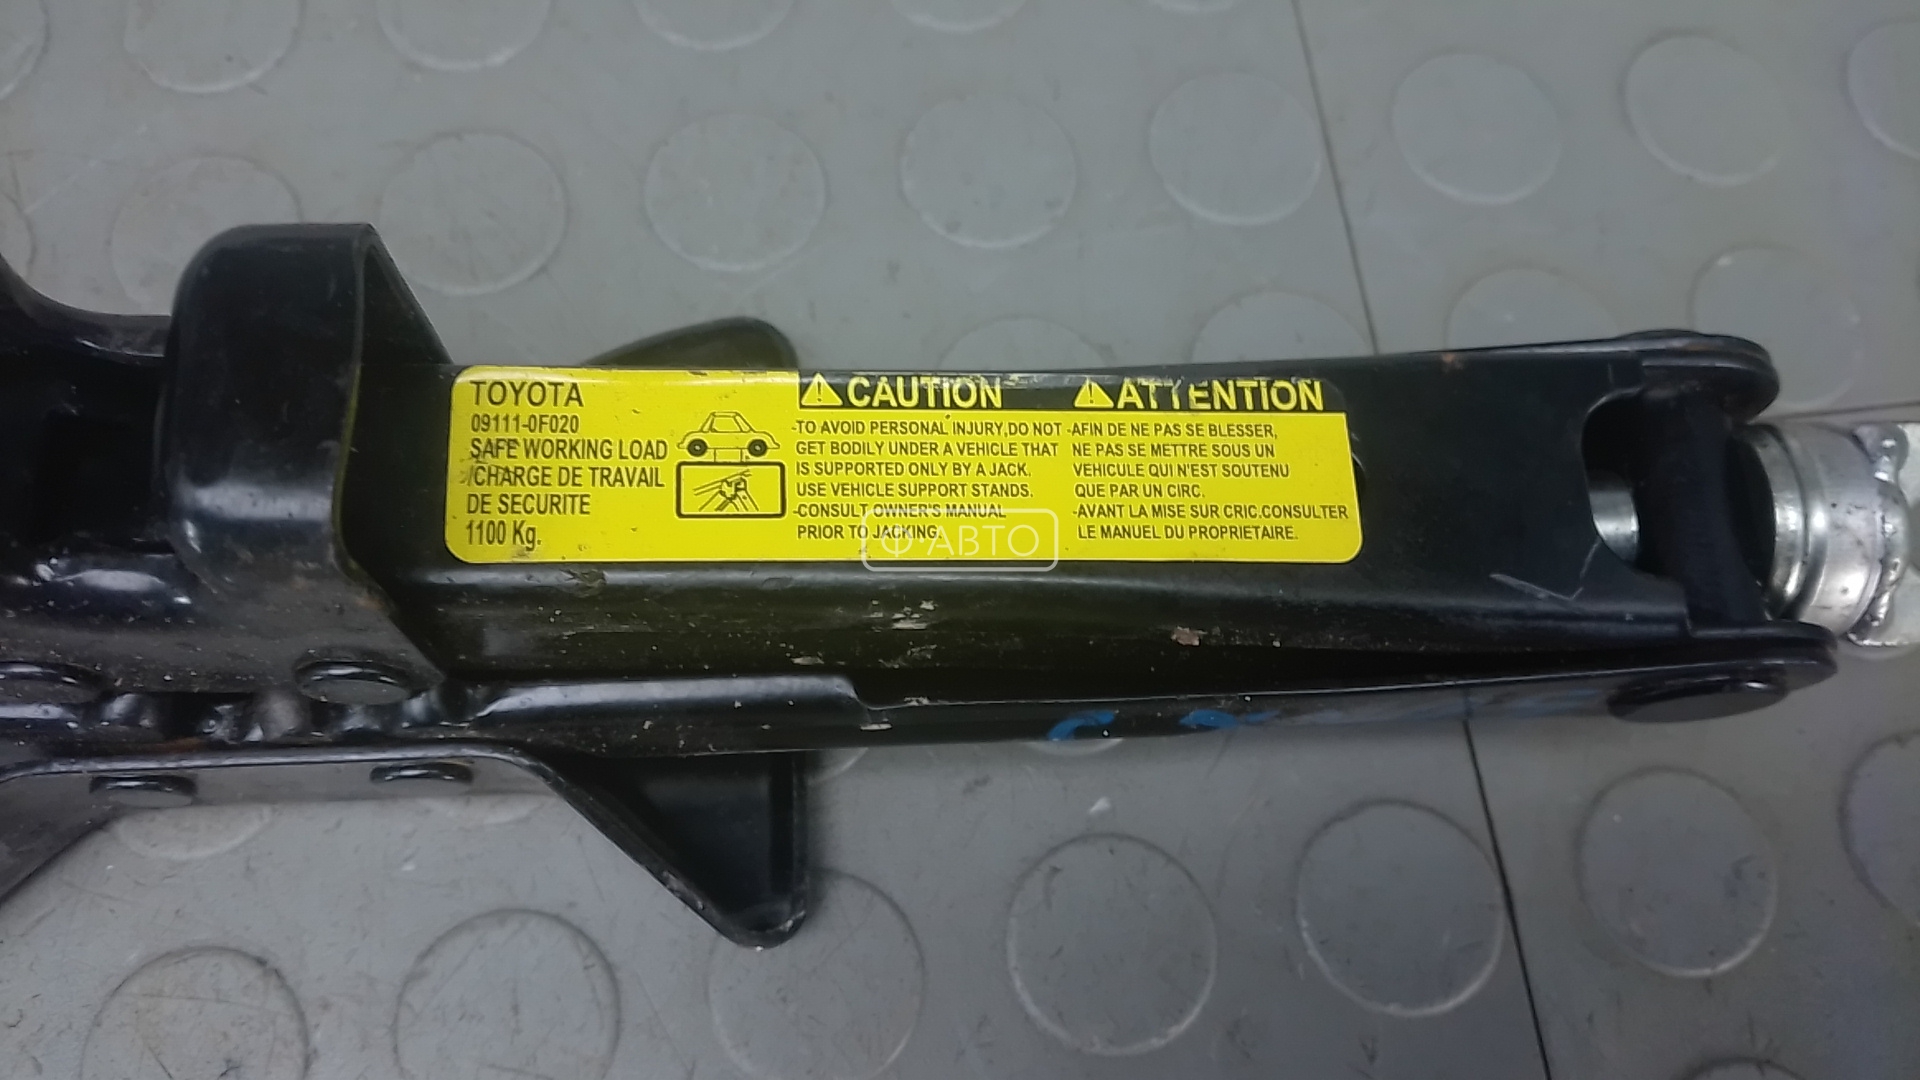 TOYOTA
09111-0F020
SAFE WORKING LOAD
/CHARGE DE TRAVAIL
DE SECURITE
1100 Kg.
⚠CAUTION
-TO AVOID PERSONAL INJURY,DO NOT
GET BODILY UNDER A VEHICLE THAT
IS SUPPORTED ONLY BY A JACK.
USE VEHICLE SUPPORT STANDS.
-CONSULT OWNER'S MANUAL
PRIOR TO JACKING.
⚠ATTENTION
-AFIN DE NE PAS SE BLESSER,
NE PAS SE METTRE SOUS UN
VEHICULE QUI N'EST SOUTENU
QUE PAR UN CIRC.
-AVANT LA MISE SUR CRIC.CONSULTER
LE MANUEL DU PROPRIETAIRE.
Ф·АВТО